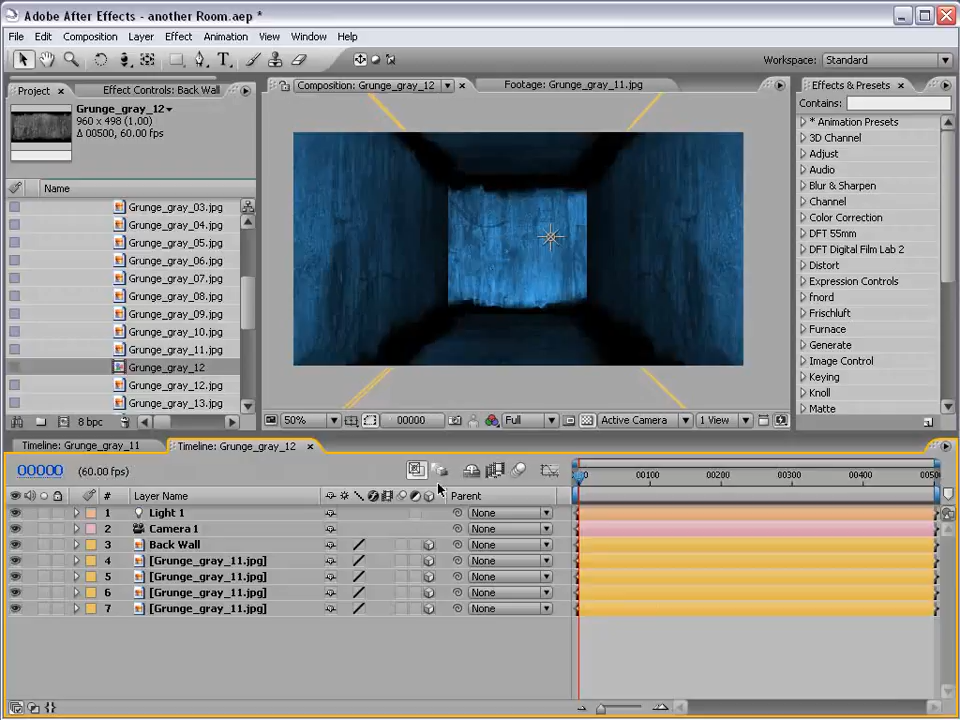 Adobe After Effects - another Room.aep *
File Edit Composition Layer Effect Animation View Window Help
Workspace: Standard
Project Effect Controls: Back Wall
Composition: Grunge_gray_12 Footage: Grunge_gray_11.jpg
Effects & Presets
Grunge_gray_12
960 x 498 (1.00)
Δ 00500, 60.00 fps
Contains:
* Animation Presets
3D Channel
Adjust
Audio
Blur & Sharpen
Channel
Color Correction
DFT 55mm
DFT Digital Film Lab 2
Distort
Expression Controls
fnord
Frischluft
Furnace
Generate
Image Control
Keying
Knoll
Matte
Name
Grunge_gray_03.jpg
Grunge_gray_04.jpg
Grunge_gray_05.jpg
Grunge_gray_06.jpg
Grunge_gray_07.jpg
Grunge_gray_08.jpg
Grunge_gray_09.jpg
Grunge_gray_10.jpg
Grunge_gray_11.jpg
Grunge_gray_12
Grunge_gray_12.jpg
Grunge_gray_13.jpg
8 bpc
50% 00000 Full Active Camera 1 View
Timeline: Grunge_gray_11 Timeline: Grunge_gray_12
00000 (60.00 fps)
00100 00200 00300 00400
# Layer Name Parent
1 Light 1 None
2 Camera 1 None
3 Back Wall None
4 [Grunge_gray_11.jpg] None
5 [Grunge_gray_11.jpg] None
6 [Grunge_gray_11.jpg] None
7 [Grunge_gray_11.jpg] None